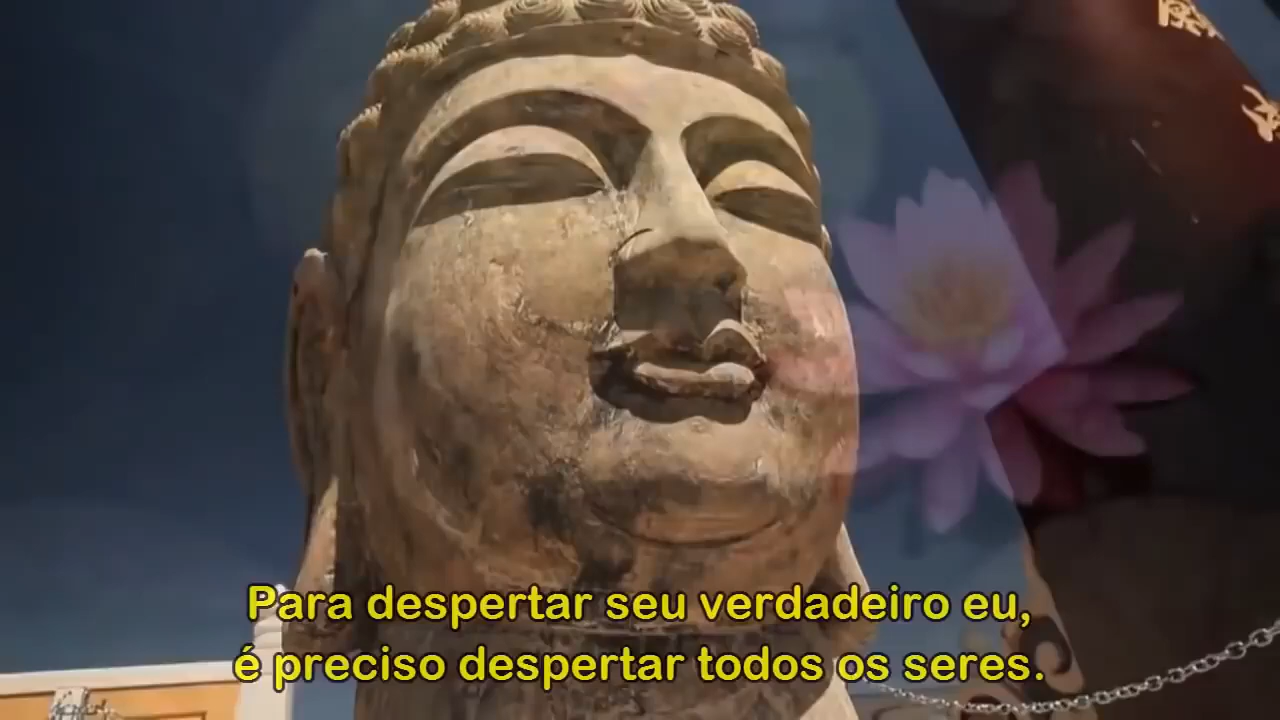 Para despertar seu verdadeiro eu,
é preciso despertar todos os seres.